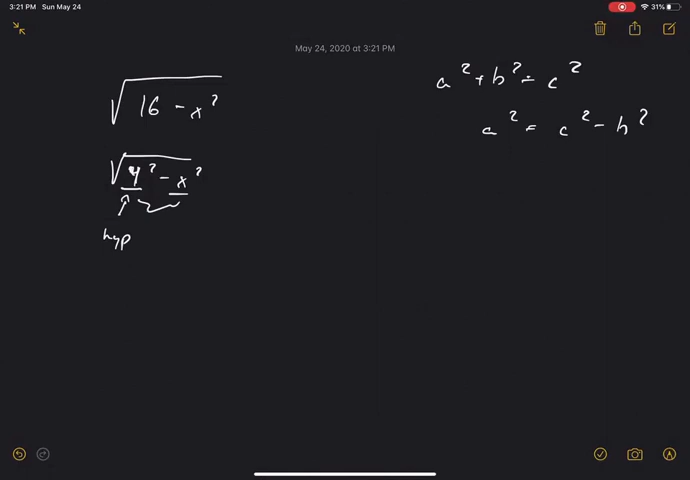 3:21 PM Sun May 24
31%
May 24, 2020 at 3:21 PM
√(16 - x²)
a² + b² = c²
a² = c² - b²
√(4² - x²)
hyp